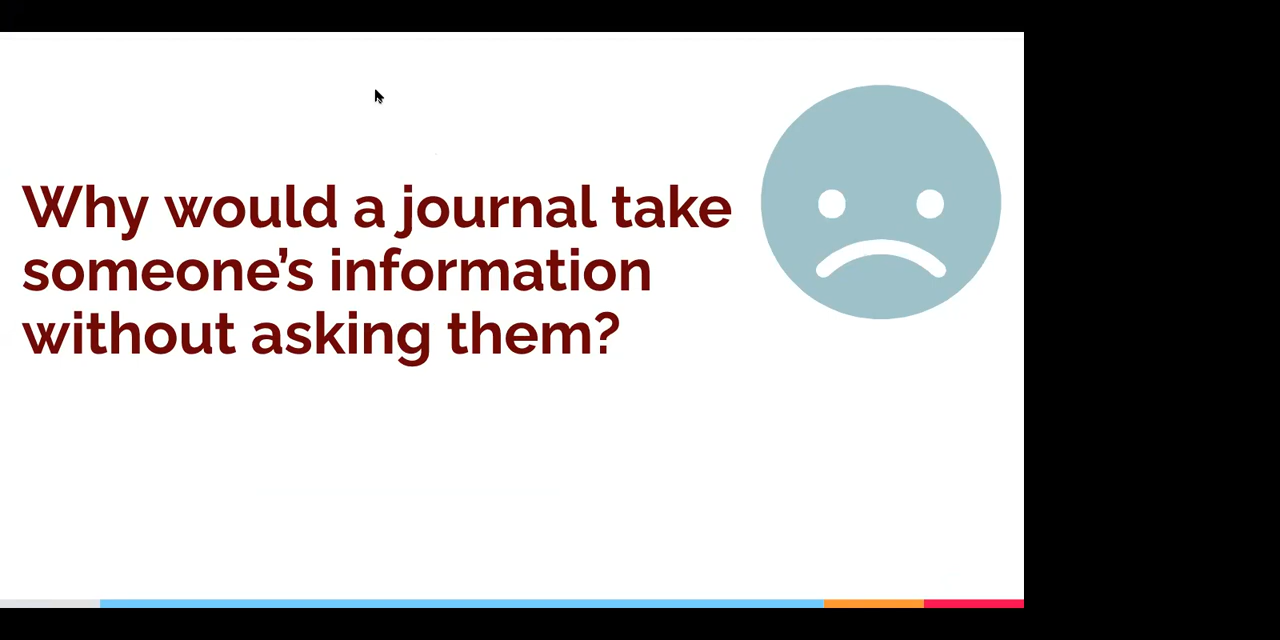 Why would a journal take
someone’s information
without asking them?